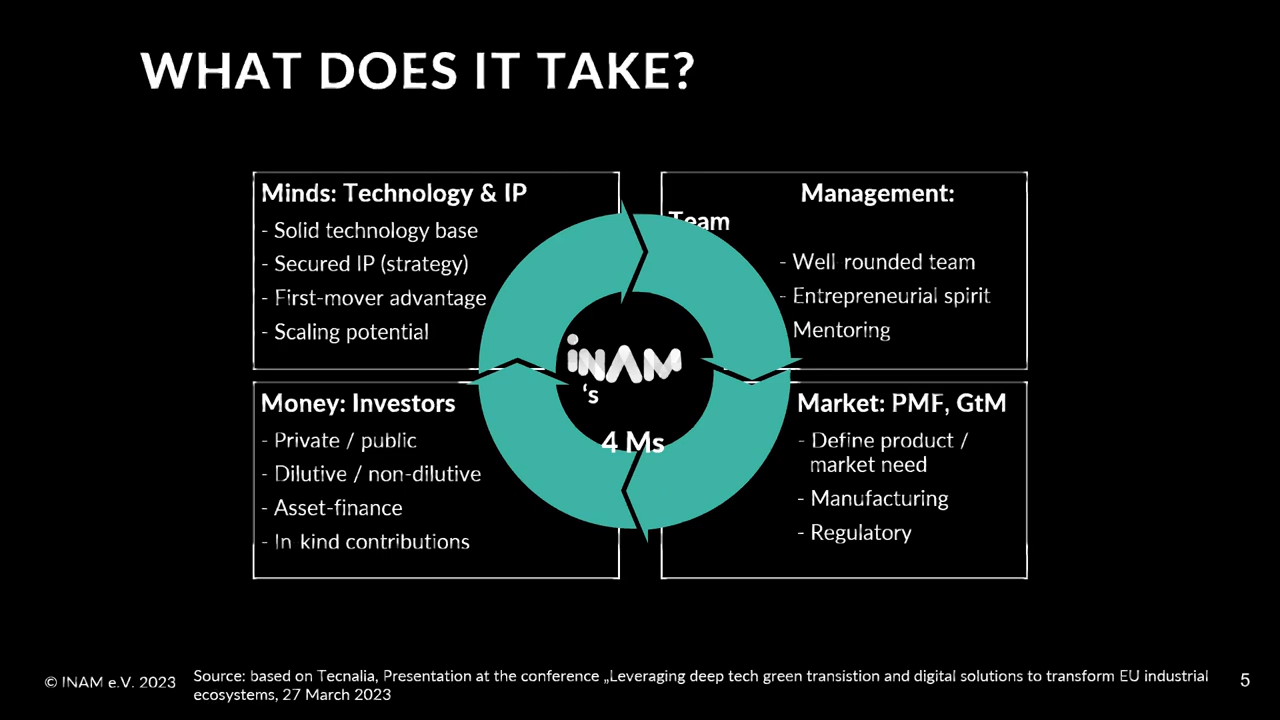 WHAT DOES IT TAKE?
Minds: Technology & IP
- Solid technology base
- Secured IP (strategy)
- First-mover advantage
- Scaling potential
Management:
Team
- Well rounded team
- Entrepreneurial spirit
Mentoring
iNAM
‘s
4 Ms
Money: Investors
- Private / public
- Dilutive / non-dilutive
- Asset-finance
- In kind contributions
Market: PMF, GtM
- Define product /
market need
- Manufacturing
- Regulatory
© INAM e.V. 2023
Source: based on Tecnalia, Presentation at the conference „Leveraging deep tech green transistion and digital solutions to transform EU industrial
ecosystems, 27 March 2023
5